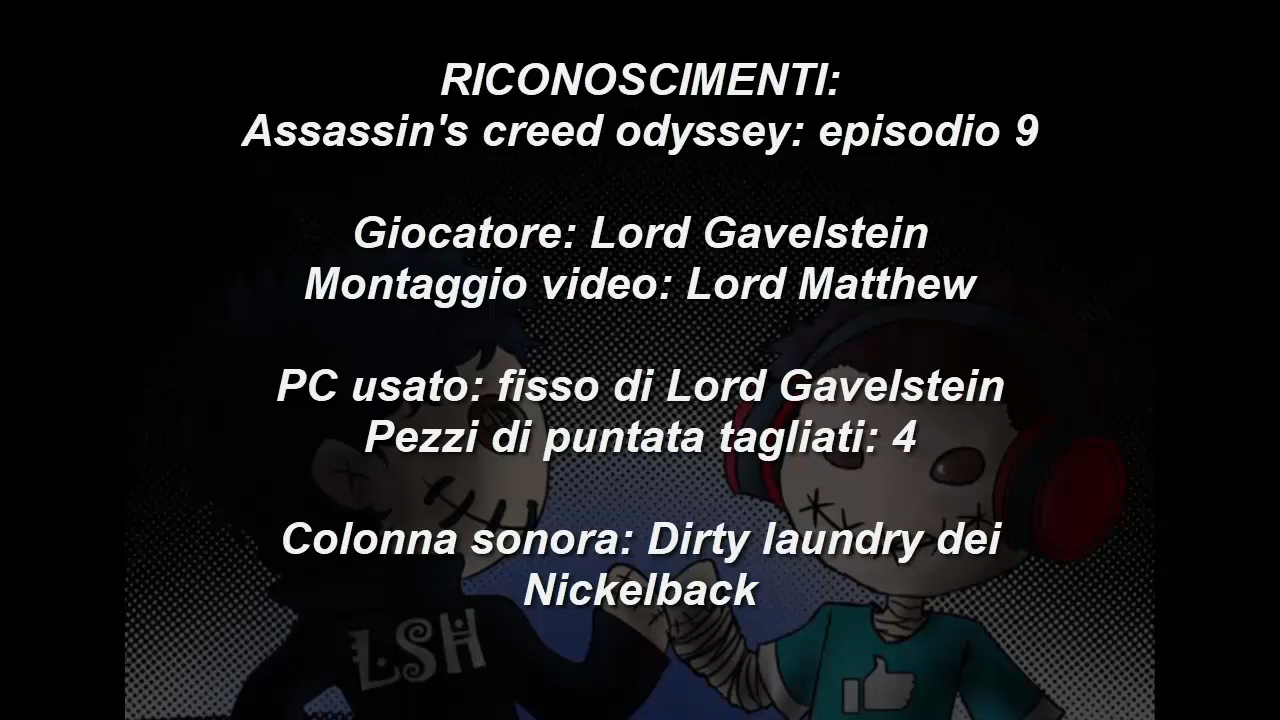 RICONOSCIMENTI:
Assassin's creed odyssey: episodio 9
Giocatore: Lord Gavelstein
Montaggio video: Lord Matthew
PC usato: fisso di Lord Gavelstein
Pezzi di puntata tagliati: 4
Colonna sonora: Dirty laundry dei
Nickelback
LSH